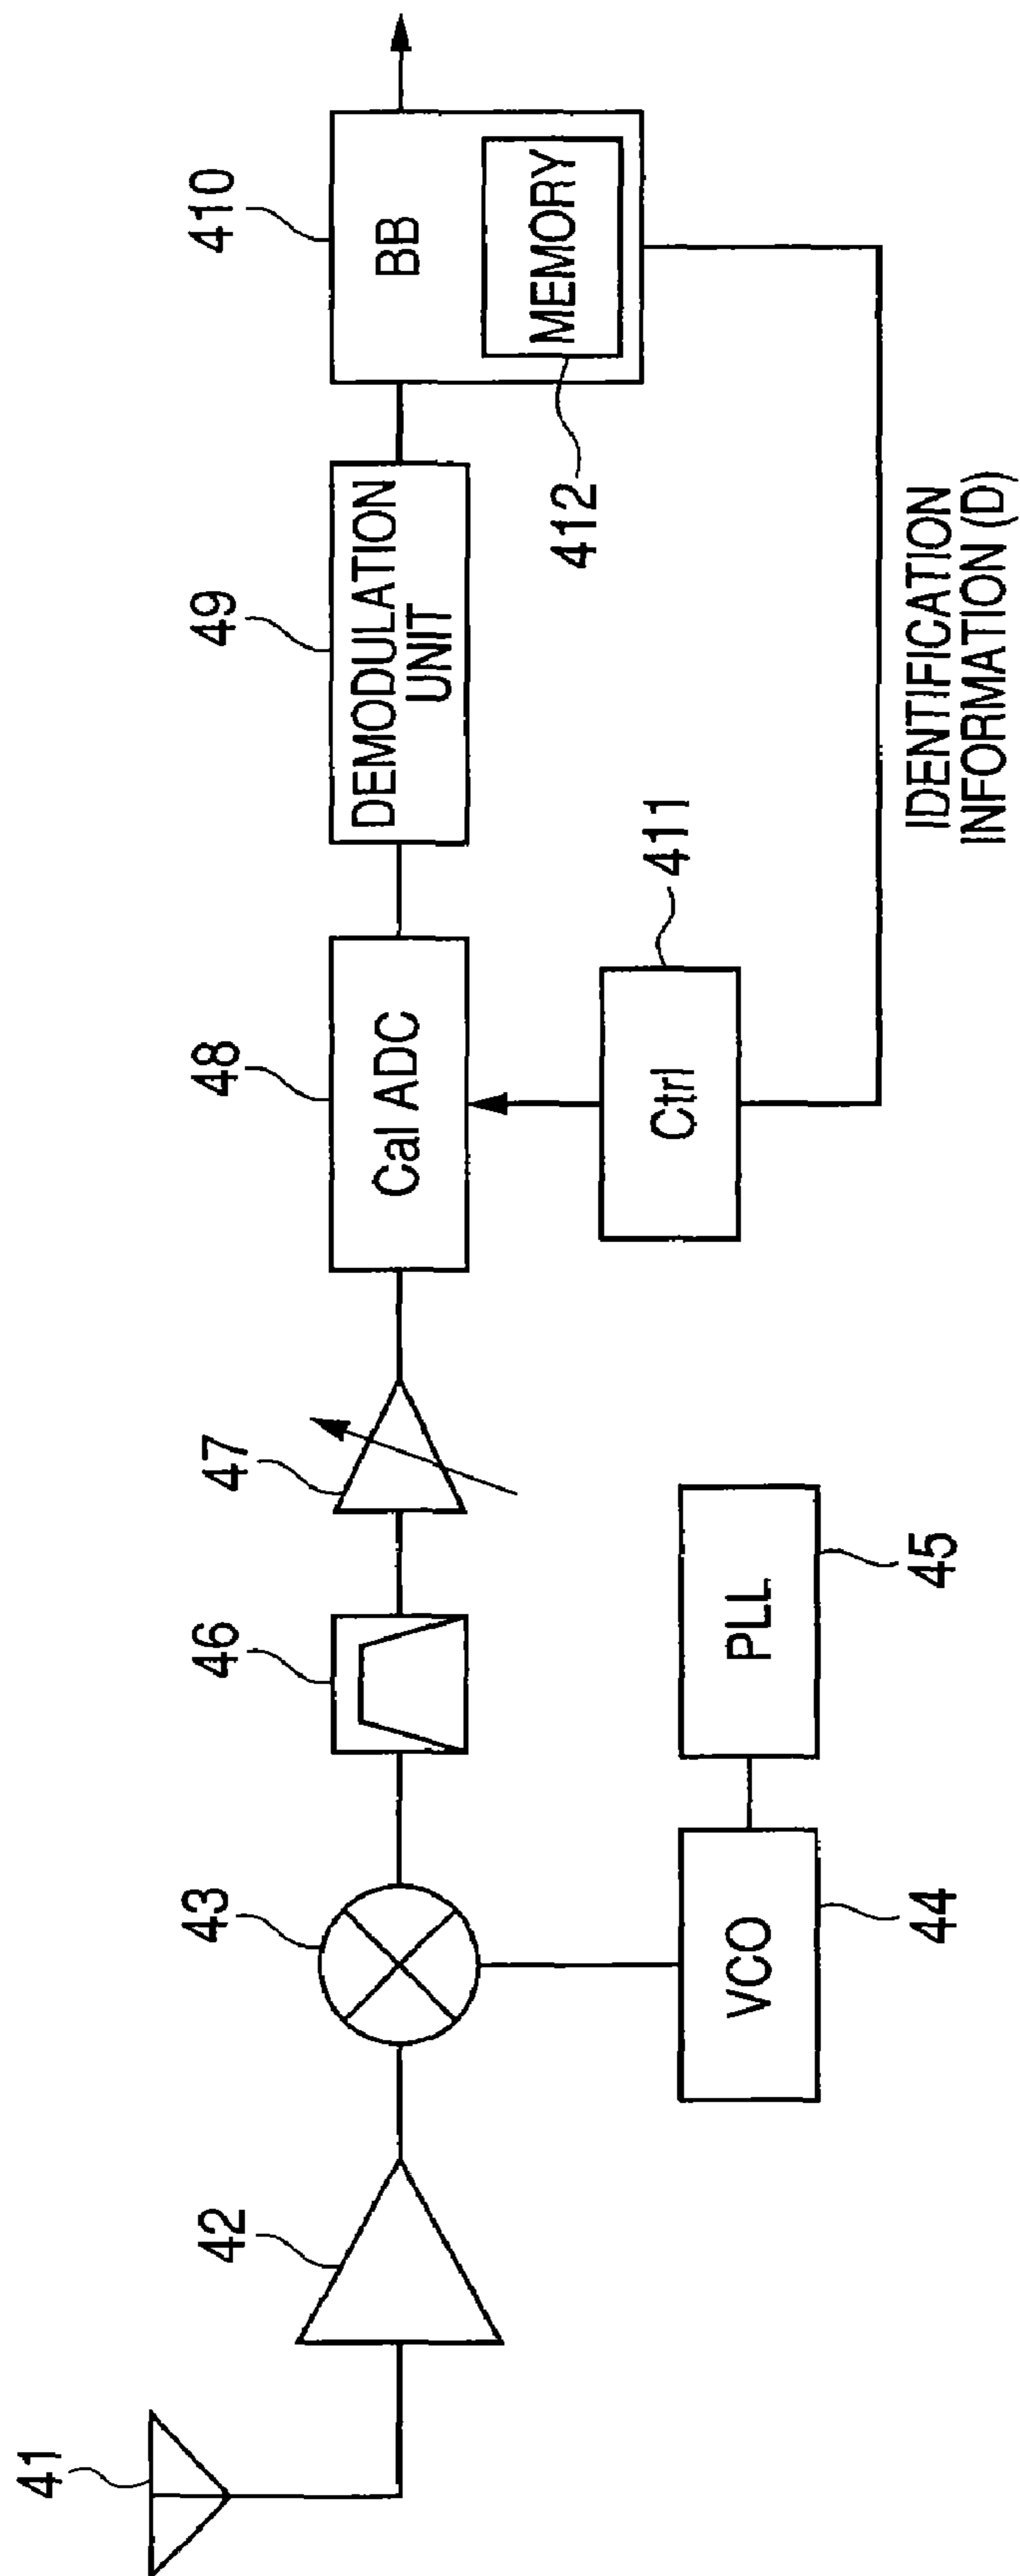 41
42
43
VCO
44
PLL
45
46
47
Cal ADC
48
Ctrl
411
DEMODULATION
UNIT
49
BB
410
MEMORY
412
IDENTIFICATION
INFORMATION (D)